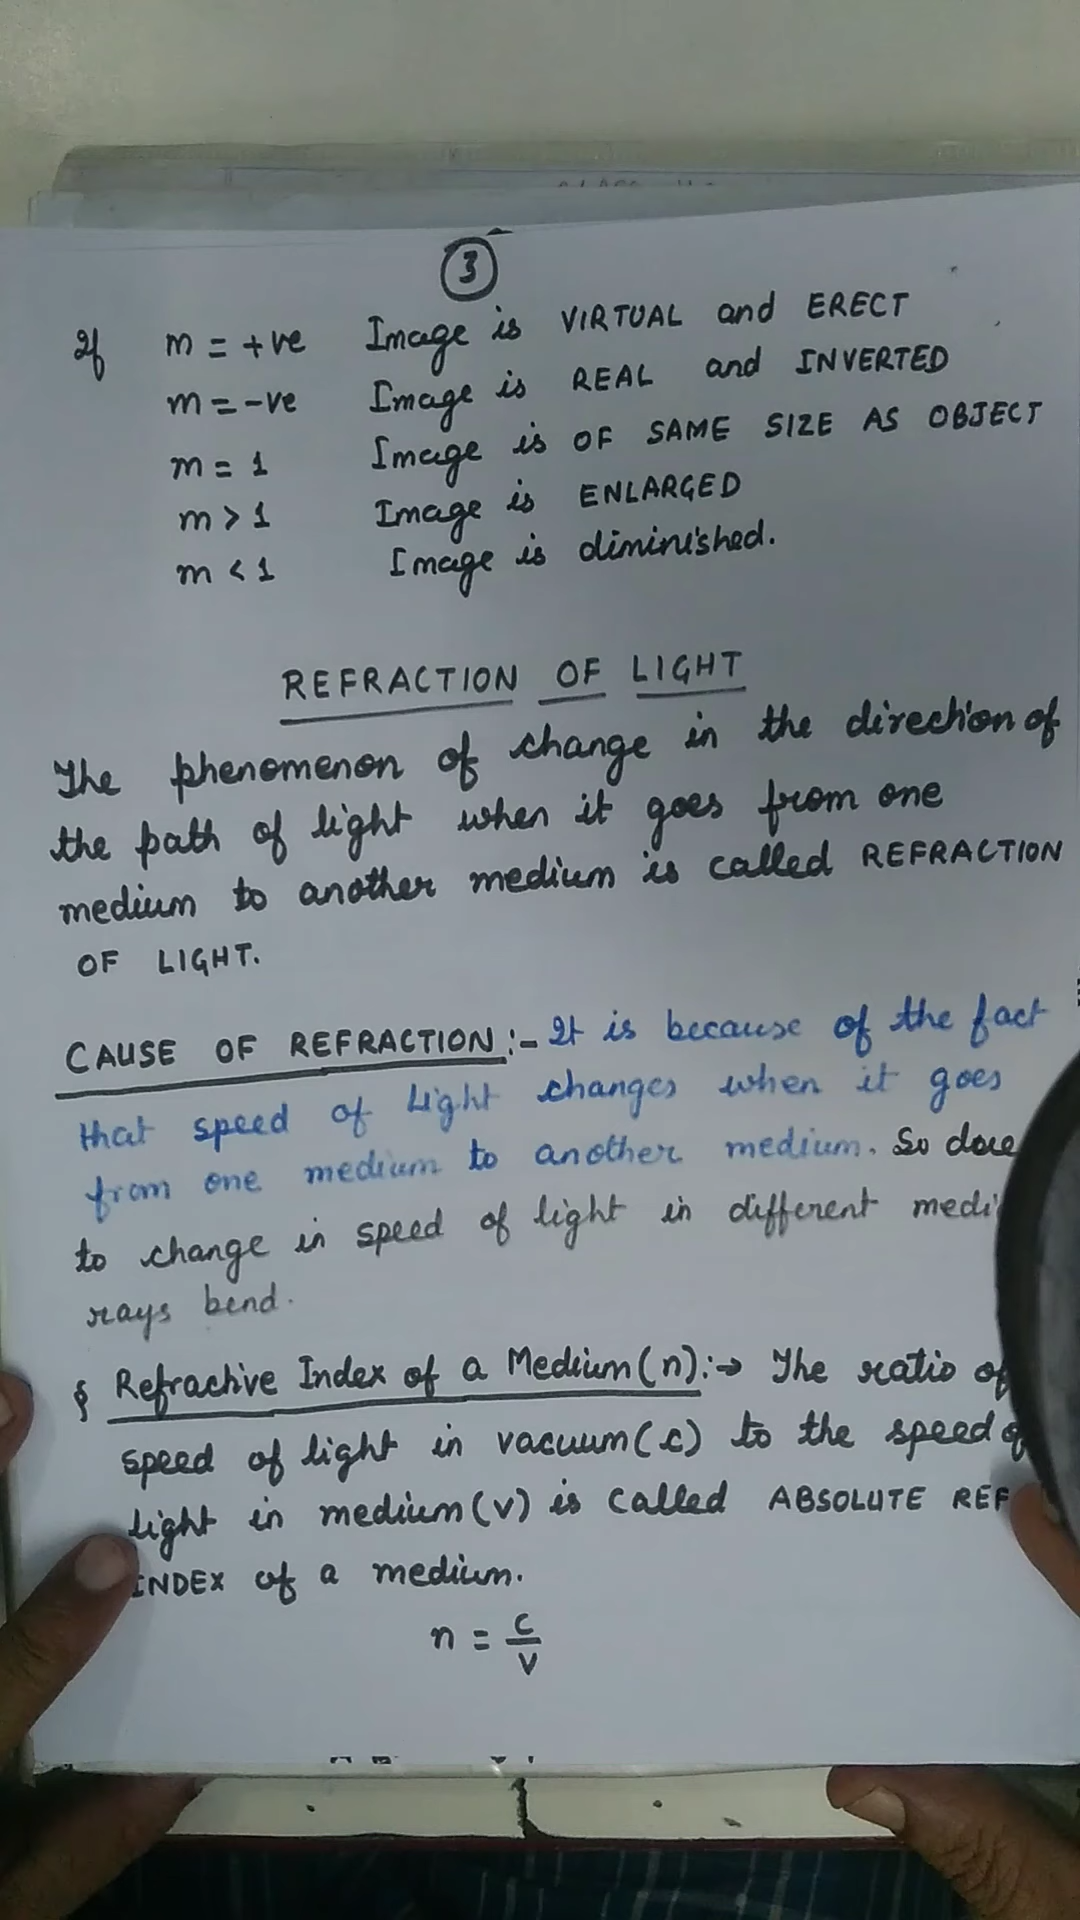 3
If m = +ve Image is VIRTUAL and ERECT
m = -ve Image is REAL and INVERTED
m = 1 Image is OF SAME SIZE AS OBJECT
m > 1 Image is ENLARGED
m < 1 Image is diminished.
REFRACTION OF LIGHT
The phenomenon of change in the direction of
the path of light when it goes from one
medium to another medium is called REFRACTION
OF LIGHT.
CAUSE OF REFRACTION :- It is because of the fact
that speed of light changes when it goes
from one medium to another medium. So due
to change in speed of light in different medi
rays bend.
§ Refractive Index of a Medium (n) :→ The ratio of
speed of light in vacuum (c) to the speed of
light in medium (v) is called ABSOLUTE REF
INDEX of a medium.
n = c/v